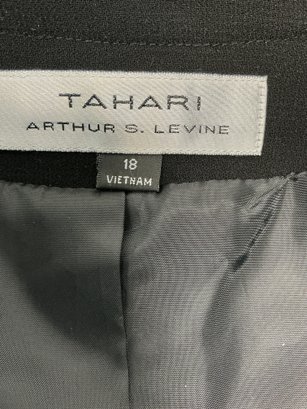 TAHARI
ARTHUR S. LEVINE
18
VIETNAM